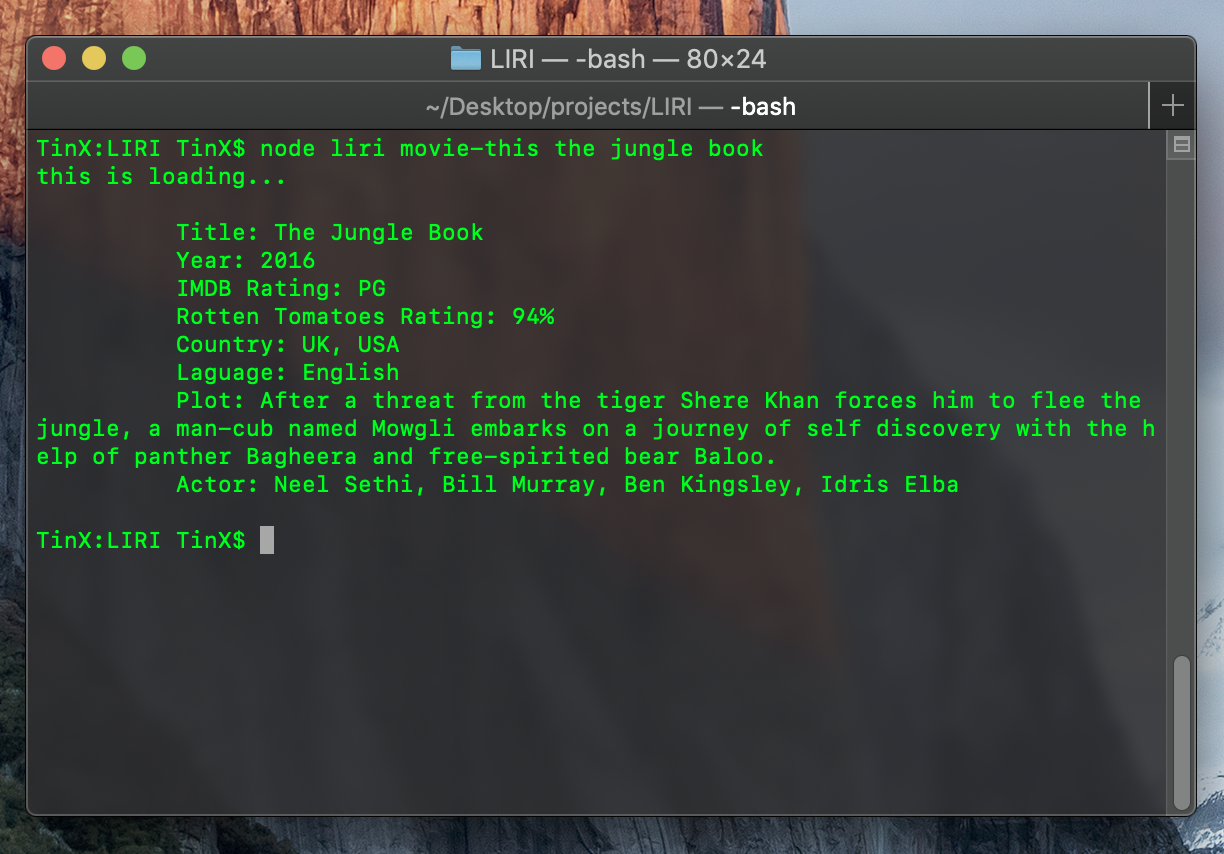 LIRI — -bash — 80×24
~/Desktop/projects/LIRI — -bash
TinX:LIRI TinX$ node liri movie-this the jungle book
this is loading...
Title: The Jungle Book
Year: 2016
IMDB Rating: PG
Rotten Tomatoes Rating: 94%
Country: UK, USA
Laguage: English
Plot: After a threat from the tiger Shere Khan forces him to flee the
jungle, a man-cub named Mowgli embarks on a journey of self discovery with the h
elp of panther Bagheera and free-spirited bear Baloo.
Actor: Neel Sethi, Bill Murray, Ben Kingsley, Idris Elba
TinX:LIRI TinX$